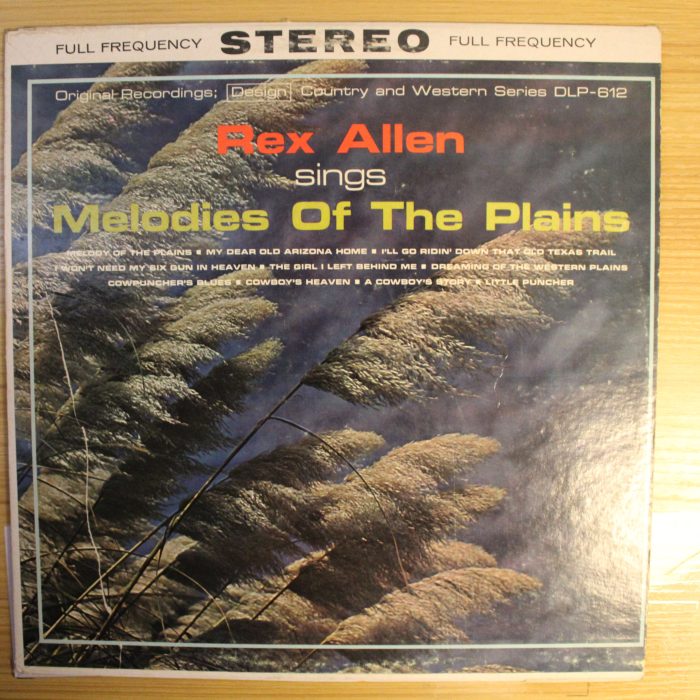 FULL FREQUENCY STEREO FULL FREQUENCY
Original Recordings; Design Country and Western Series DLP-612
Rex Allen
sings
Melodies Of The Plains
MELODY OF THE PLAINS ■ MY DEAR OLD ARIZONA HOME ■ I'LL GO RIDIN' DOWN THAT OLD TEXAS TRAIL
I WON'T NEED MY SIX GUN IN HEAVEN ■ THE GIRL I LEFT BEHIND ME ■ DREAMING OF THE WESTERN PLAINS
COWPUNCHER'S BLUES ■ COWBOY'S HEAVEN ■ A COWBOY'S STORY ■ LITTLE PUNCHER